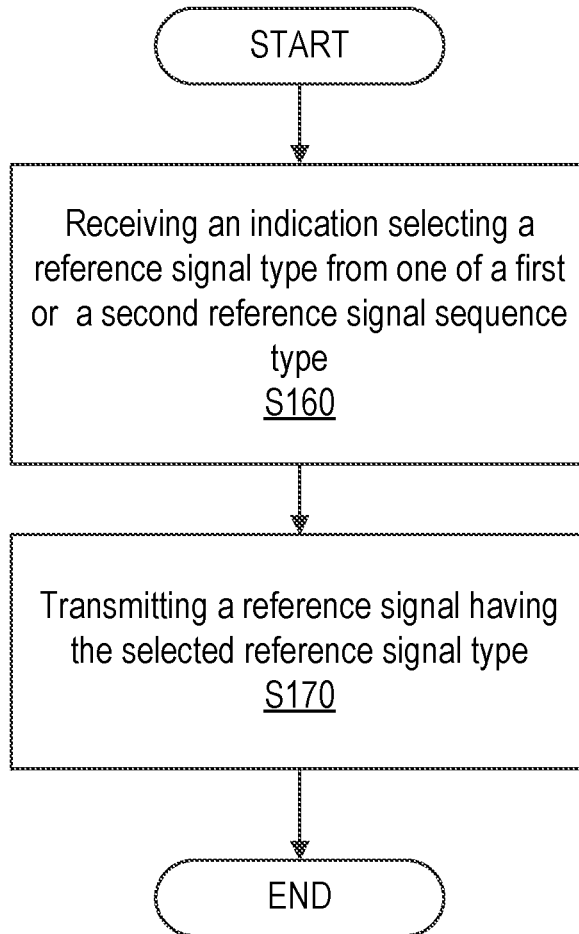 START
Receiving an indication selecting a
reference signal type from one of a first
or a second reference signal sequence
type
S160
Transmitting a reference signal having
the selected reference signal type
S170
END